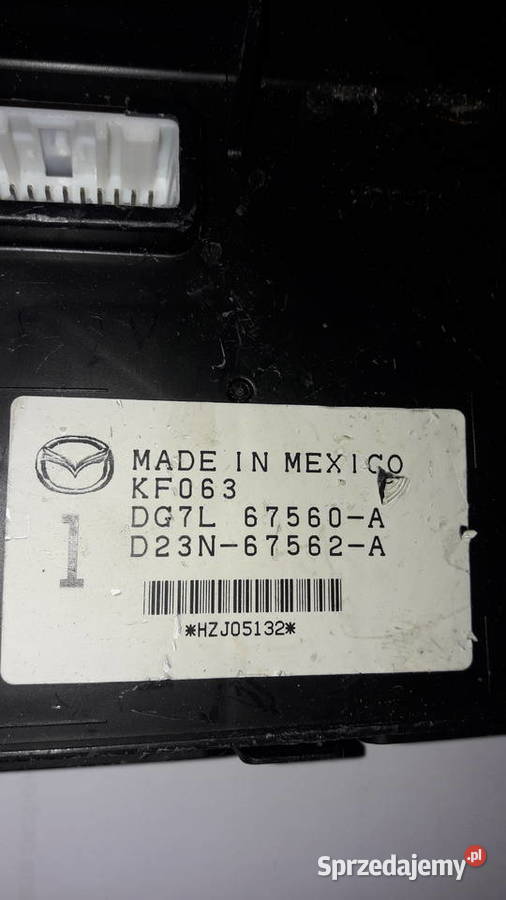 MADE IN MEXICO
KF063
DG7L 67560-A
1
D23N-67562-A
*HZJ05132*
Sprzedajemy.pl